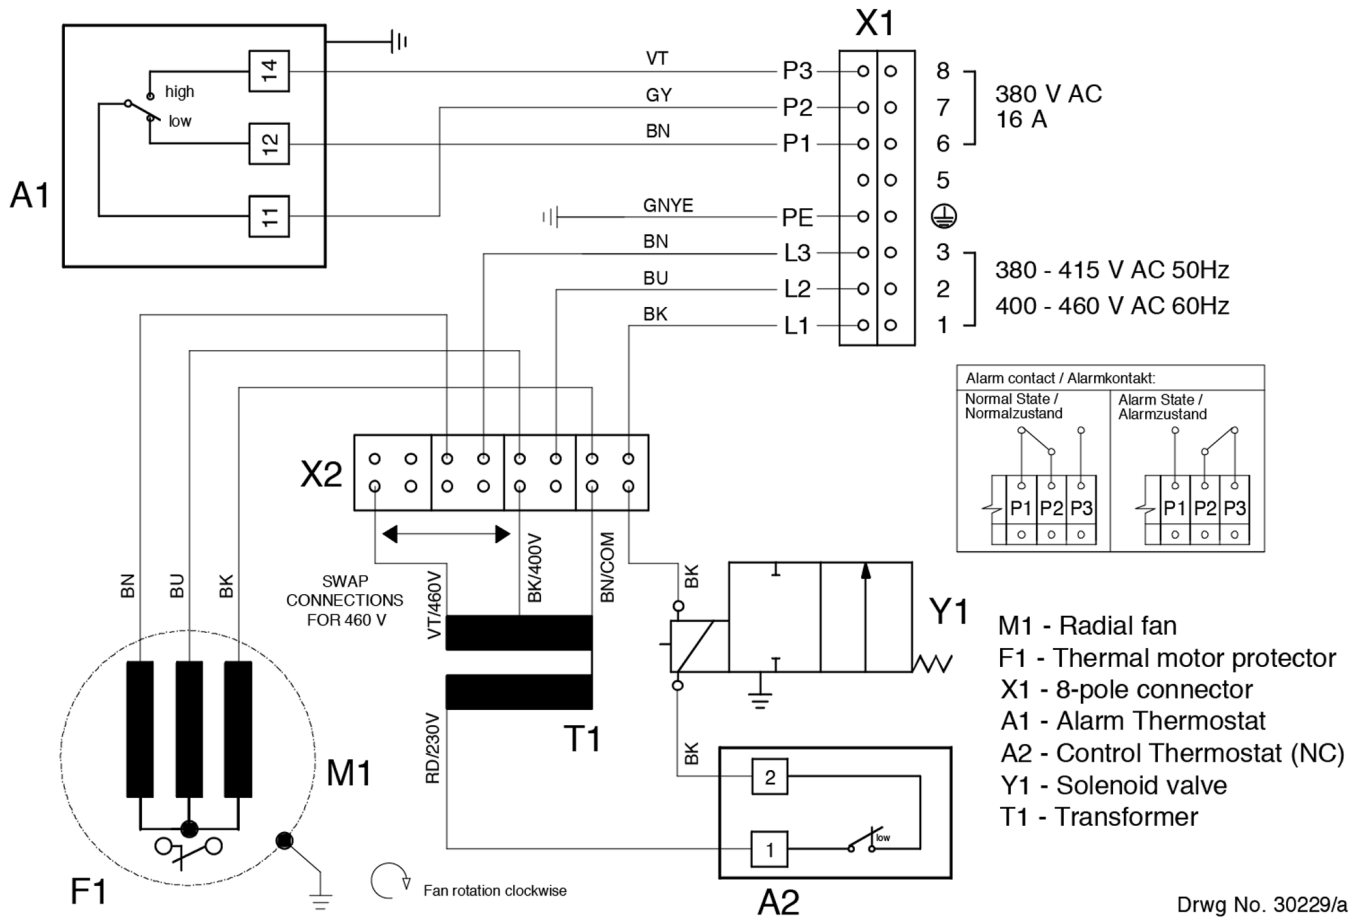 X1
14
high
low
12
11
A1
VT
GY
BN
GNYE
BN
BU
BK
P3
P2
P1
PE
L3
L2
L1
8
7
6
5
3
2
1
380 V AC
16 A
380 - 415 V AC 50Hz
400 - 460 V AC 60Hz
Alarm contact / Alarmkontakt:
Normal State /
Normalzustand
P1 P2 P3
Alarm State /
Alarmzustand
P1 P2 P3
X2
SWAP
CONNECTIONS
FOR 460 V
VT/460V
BK/400V
BN/COM
BK
BN
BU
BK
Y1
T1
RD/230V
BK
M1
F1
Fan rotation clockwise
2
1
low
A2
M1 - Radial fan
F1 - Thermal motor protector
X1 - 8-pole connector
A1 - Alarm Thermostat
A2 - Control Thermostat (NC)
Y1 - Solenoid valve
T1 - Transformer
Drwg No. 30229/a